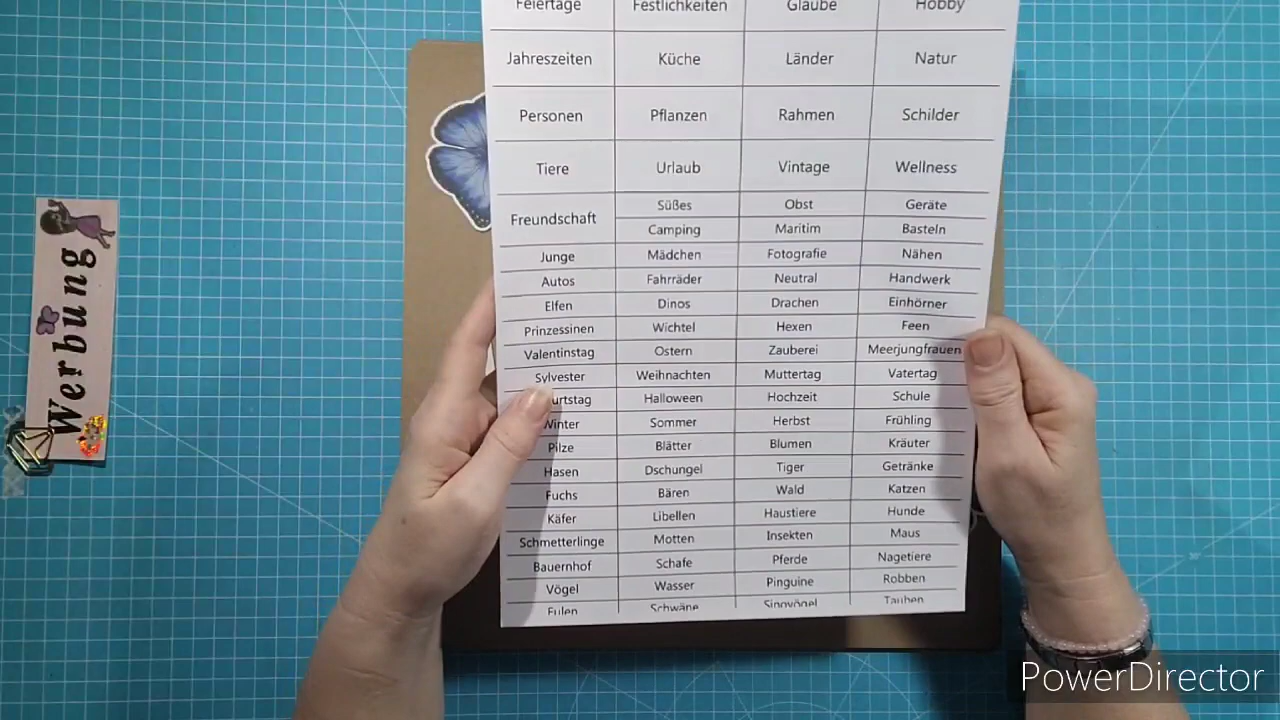 Feiertage Festlichkeiten Glaube Hobby
Jahreszeiten Küche Länder Natur
Personen Pflanzen Rahmen Schilder
Tiere Urlaub Vintage Wellness
Freundschaft Süßes Obst Geräte
Camping Maritim Basteln
Junge Mädchen Fotografie Nähen
Autos Fahrräder Neutral Handwerk
Elfen Dinos Drachen Einhörner
Prinzessinen Wichtel Hexen Feen
Valentinstag Ostern Zauberei Meerjungfrauen
Sylvester Weihnachten Muttertag Vatertag
Halloween Hochzeit Schule
Winter Sommer Herbst Frühling
Pilze Blätter Blumen Kräuter
Hasen Dschungel Tiger Getränke
Fuchs Bären Wald Katzen
Käfer Libellen Haustiere Hunde
Schmetterlinge Motten Insekten Maus
Bauernhof Schafe Pferde Nagetiere
Vögel Wasser Pinguine Robben
Eulen Schwäne Singvögel Tauben
Werbung
PowerDirector